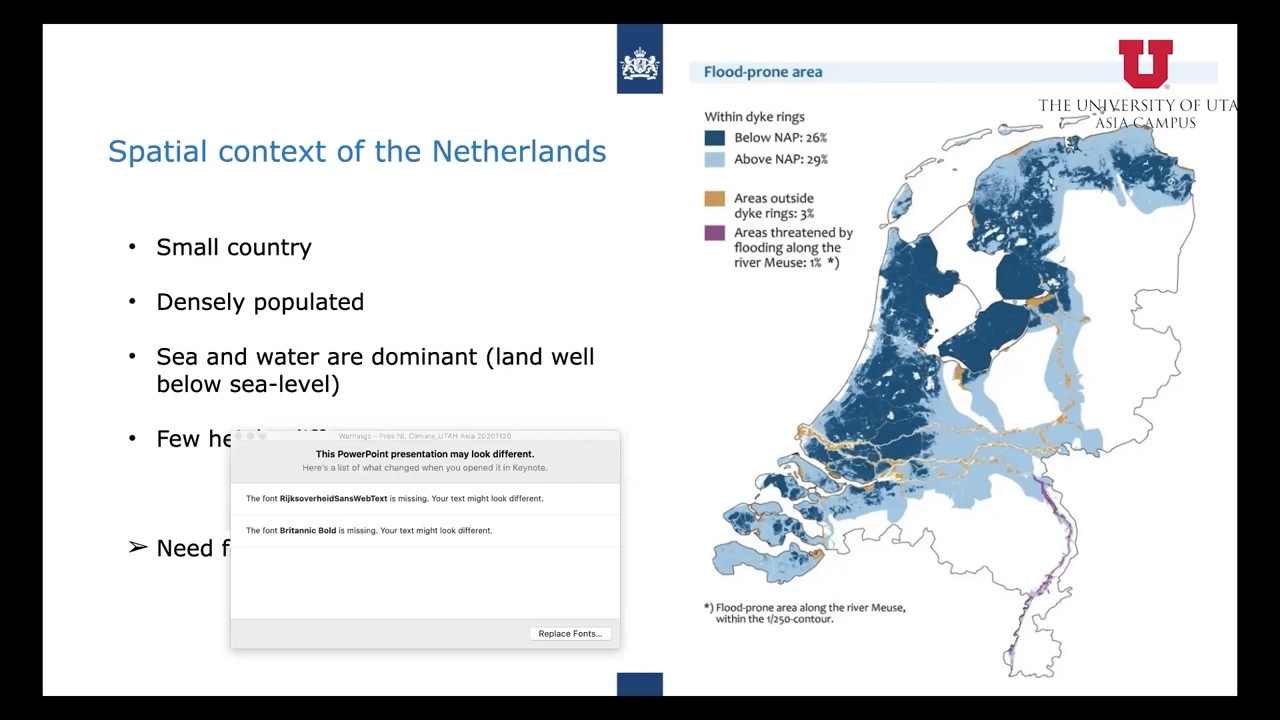 Spatial context of the Netherlands
• Small country
• Densely populated
• Sea and water are dominant (land well
below sea-level)
• Few
➢ Need
Warnings – Pres NL Climate_UTAH Asia 20201120
This PowerPoint presentation may look different.
Here's a list of what changed when you opened it in Keynote.
The font RijksoverheidSansWebText is missing. Your text might look different.
The font Britannic Bold is missing. Your text might look different.
Replace Fonts...
Flood-prone area
Within dyke rings
Below NAP: 26%
Above NAP: 29%
Areas outside
dyke rings: 3%
Areas threatened by
flooding along the
river Meuse: 1% *)
*) Flood-prone area along the river Meuse,
within the 1/250-contour.
U
THE UNIVERSITY OF UTA
ASIA CAMPUS